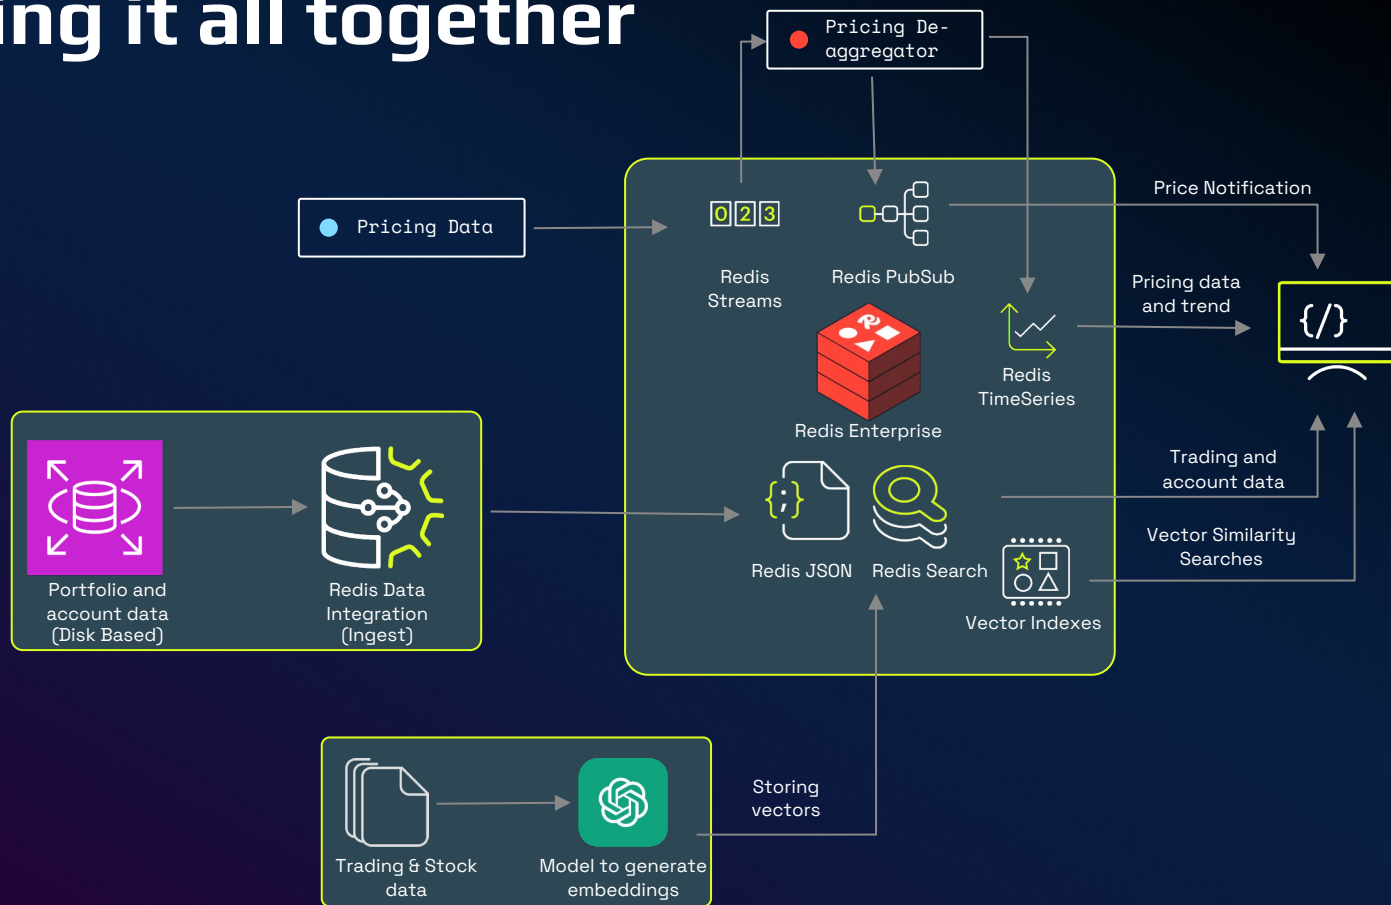 ing it all together
Pricing De-
aggregator
Pricing Data
023
Redis
Streams
Redis PubSub
Price Notification
Pricing data
and trend
{/}
Redis
TimeSeries
Redis Enterprise
Portfolio and
account data
(Disk Based)
Redis Data
Integration
(Ingest)
{;}
Redis JSON
Redis Search
Trading and
account data
Vector Similarity
Searches
Vector Indexes
Storing
vectors
Trading & Stock
data
Model to generate
embeddings